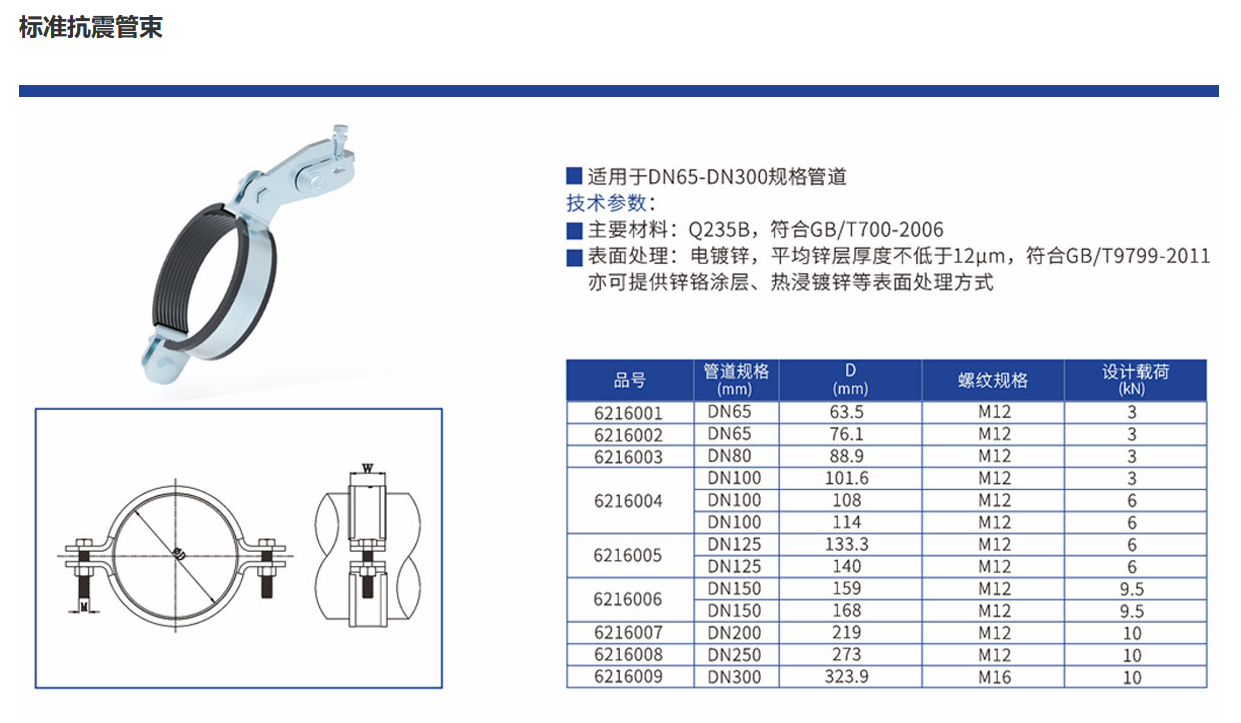 标准抗震管束
■ 适用于DN65-DN300规格管道
技术参数：
■ 主要材料：Q235B，符合GB/T700-2006
■ 表面处理：电镀锌，平均锌层厚度不低于12μm，符合GB/T9799-2011
亦可提供锌铬涂层、热浸镀锌等表面处理方式
品号 管道规格(mm) D(mm) 螺纹规格 设计载荷(kN)
6216001 DN65 63.5 M12 3
6216002 DN65 76.1 M12 3
6216003 DN80 88.9 M12 3
6216004 DN100 101.6 M12 3
DN100 108 M12 6
DN100 114 M12 6
6216005 DN125 133.3 M12 6
DN125 140 M12 6
6216006 DN150 159 M12 9.5
DN150 168 M12 9.5
6216007 DN200 219 M12 10
6216008 DN250 273 M12 10
6216009 DN300 323.9 M16 10
W
D
M